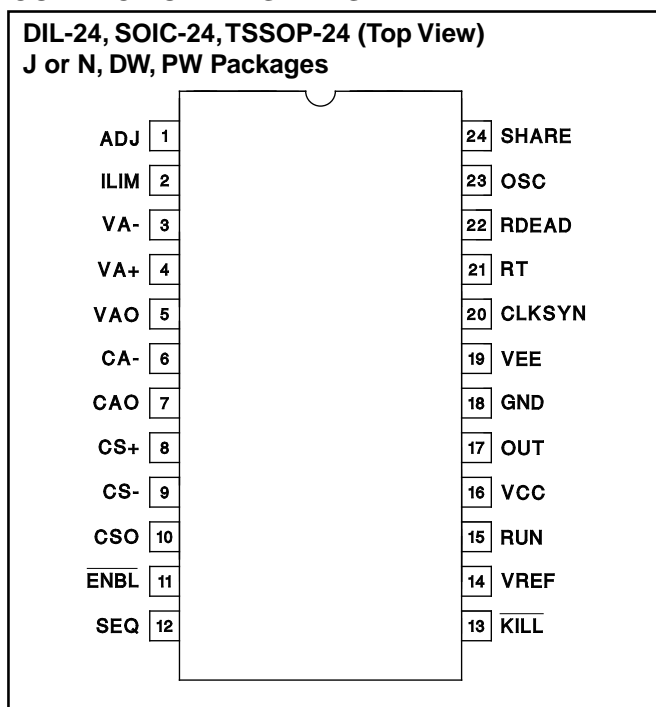 DIL-24, SOIC-24, TSSOP-24 (Top View)
J or N, DW, PW Packages
ADJ 1
ILIM 2
VA- 3
VA+ 4
VAO 5
CA- 6
CAO 7
CS+ 8
CS- 9
CSO 10
ENBL 11
SEQ 12
24 SHARE
23 OSC
22 RDEAD
21 RT
20 CLKSYN
19 VEE
18 GND
17 OUT
16 VCC
15 RUN
14 VREF
13 KILL